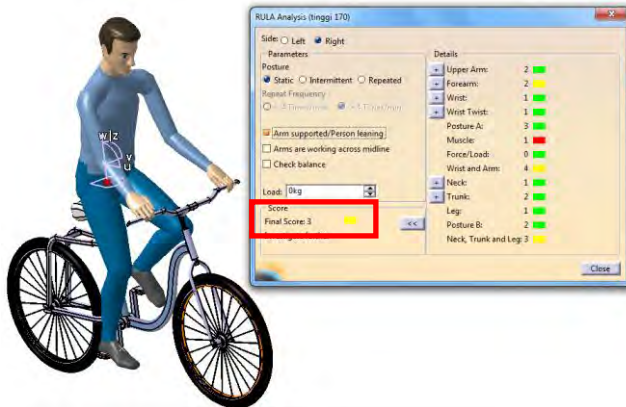 RULA Analysis (tinggi 170)
Side: Left Right
Parameters
Posture
Static Intermittent Repeated
Repeat Frequency
Arm supported/Person leaning
Arms are working across midline
Check balance
Load: 0kg
Score
Final Score: 3
<<
Details
+ Upper Arm: 2
+ Forearm: 2
+ Wrist: 1
+ Wrist Twist: 1
Posture A: 3
Muscle: 1
Force/Load: 0
Wrist and Arm: 4
+ Neck: 1
+ Trunk: 2
Leg: 1
Posture B: 2
Neck, Trunk and Leg: 3
Close
w z
v
u